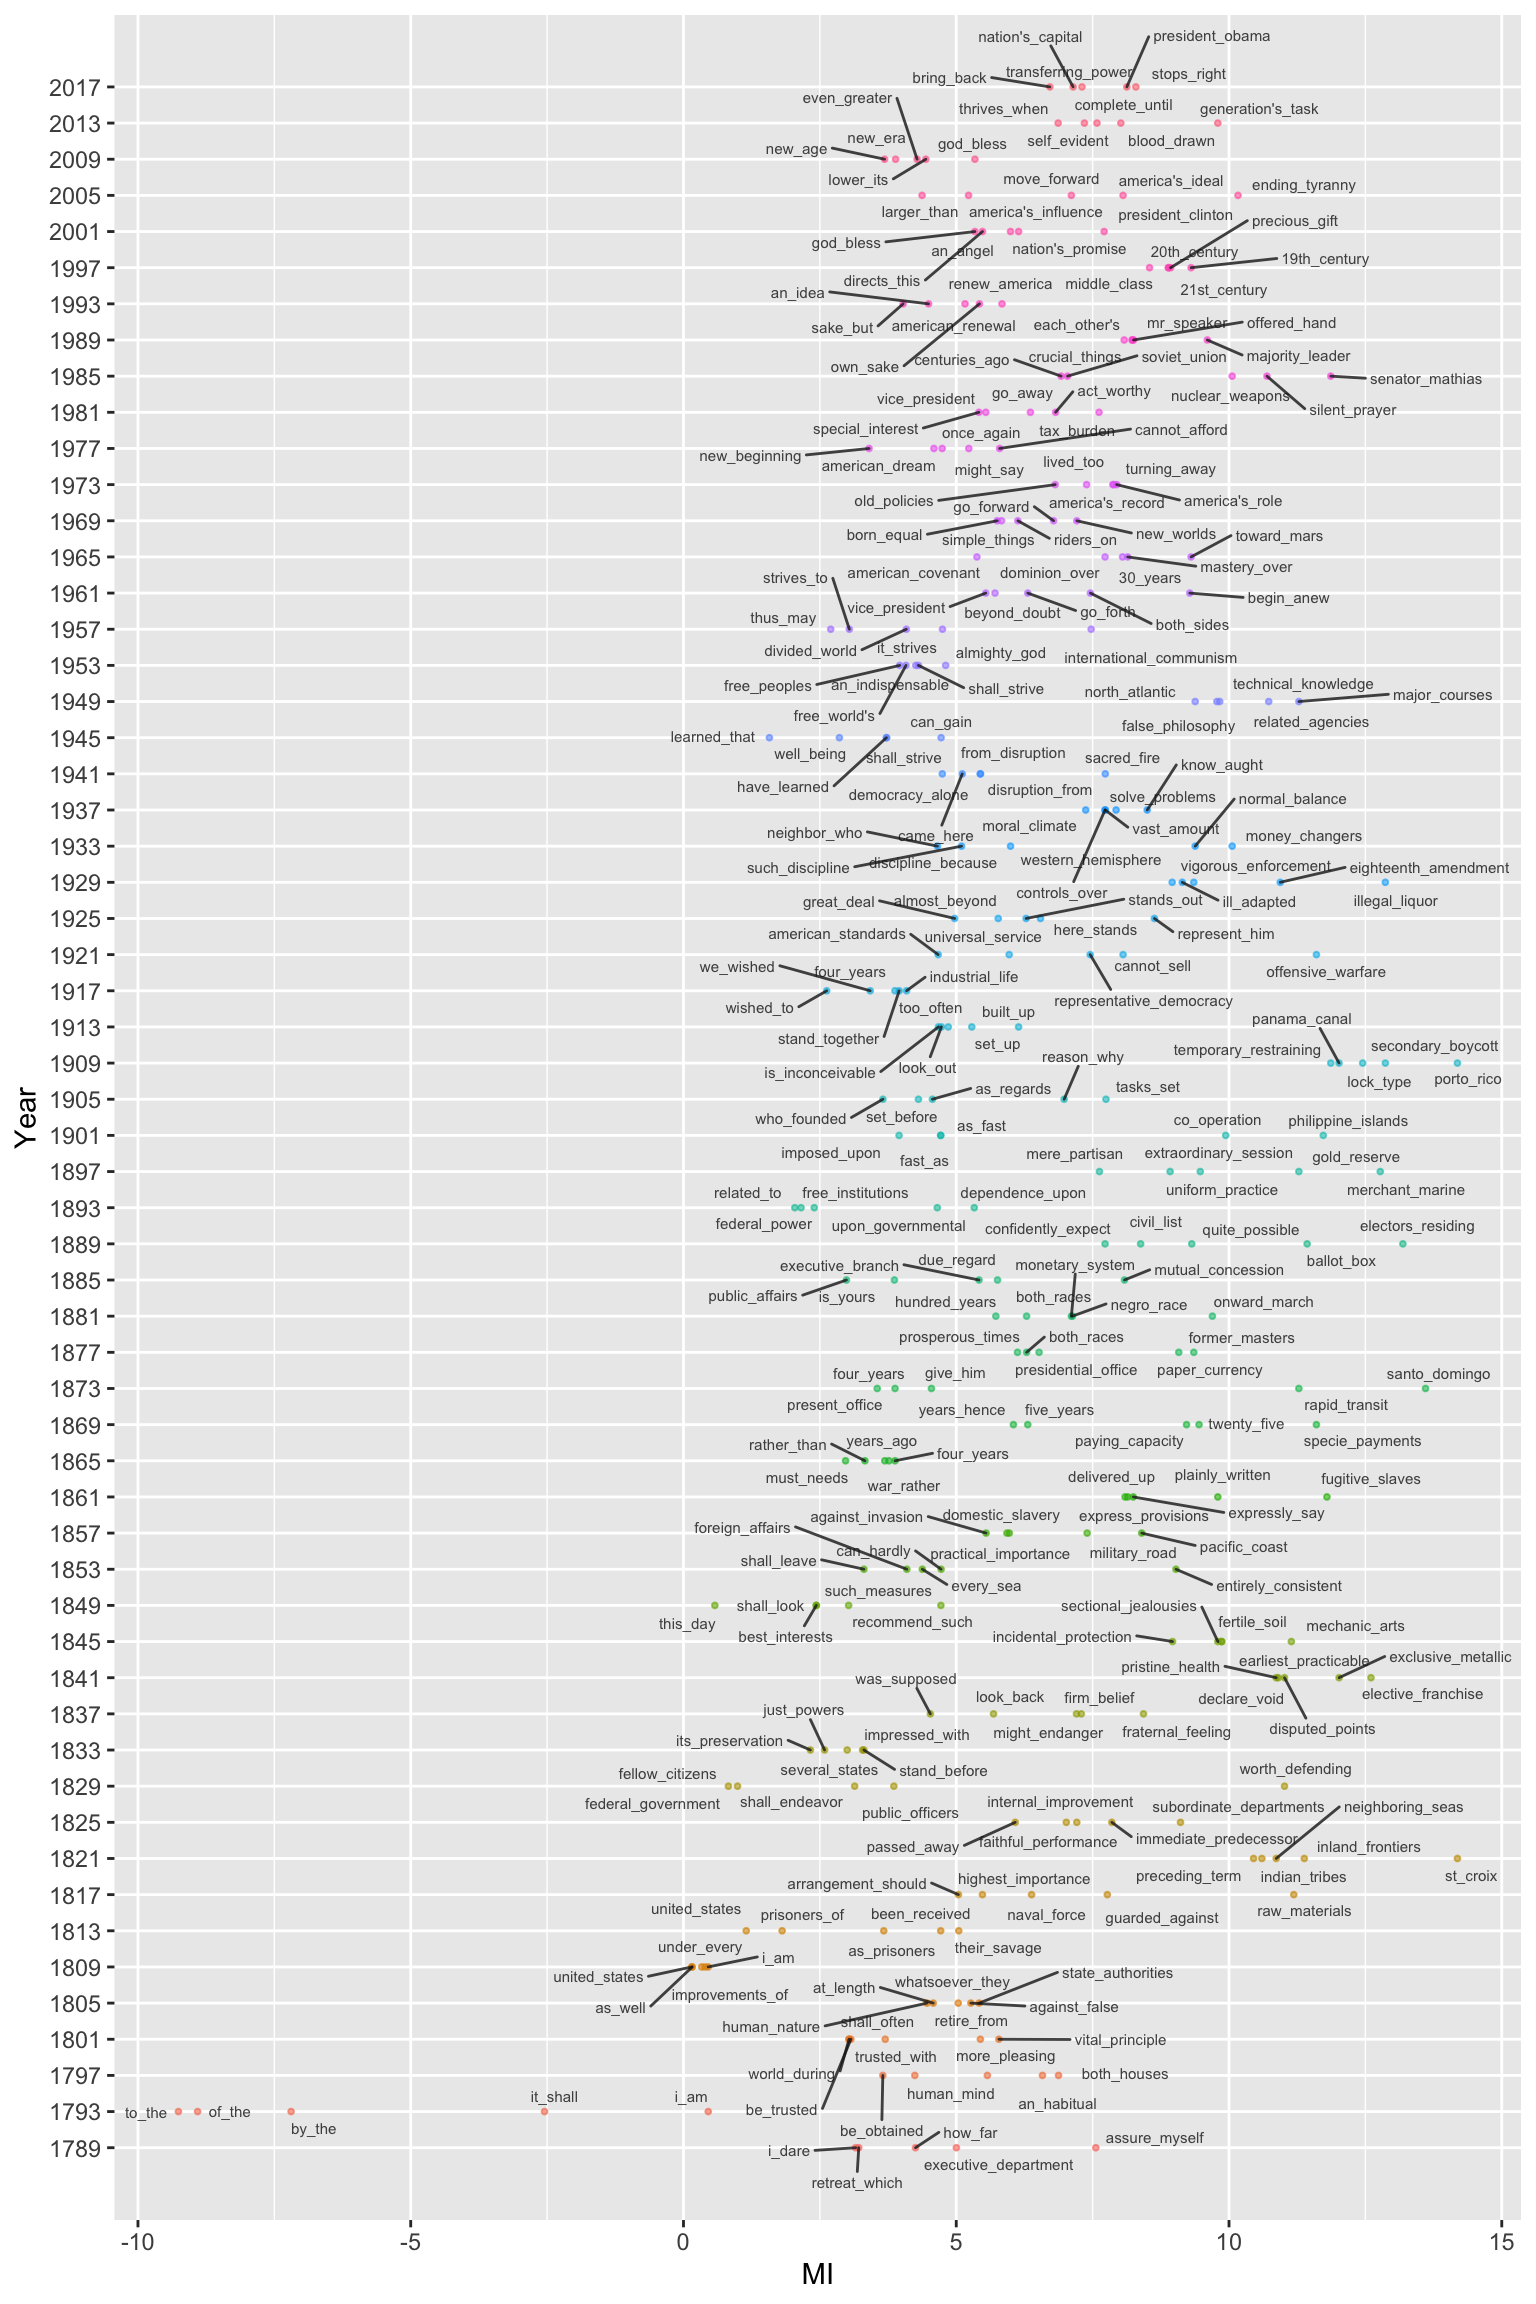 nation's_capital president_obama
bring_back transferring_power stops_right
2017
even_greater thrives_when complete_until generation's_task
2013
new_age new_era god_bless self_evident blood_drawn
2009
lower_its move_forward america's_ideal ending_tyranny
2005
larger_than america's_influence president_clinton precious_gift
2001
god_bless an_angel nation's_promise 20th_century 19th_century
1997
directs_this renew_america middle_class 21st_century
an_idea
1993
sake_but american_renewal each_other's mr_speaker offered_hand
1989
own_sake centuries_ago crucial_things soviet_union majority_leader
1985
senator_mathias
vice_president go_away act_worthy nuclear_weapons silent_prayer
1981
special_interest once_again tax_burden cannot_afford
1977
new_beginning american_dream might_say lived_too turning_away
1973
old_policies go_forward america's_record america's_role
1969
born_equal simple_things riders_on new_worlds toward_mars
1965
strives_to american_covenant dominion_over 30_years mastery_over
1961
thus_may vice_president beyond_doubt go_forth both_sides begin_anew
1957
divided_world it_strives almighty_god international_communism
1953
free_peoples an_indispensable shall_strive north_atlantic technical_knowledge major_courses
1949
free_world's can_gain false_philosophy related_agencies
1945
learned_that well_being shall_strive from_disruption sacred_fire know_aught
1941
have_learned democracy_alone disruption_from solve_problems normal_balance
1937
neighbor_who came_here moral_climate vast_amount money_changers
1933
such_discipline discipline_because western_hemisphere vigorous_enforcement eighteenth_amendment
1929
great_deal almost_beyond controls_over stands_out ill_adapted illegal_liquor
1925
american_standards universal_service here_stands represent_him
1921
we_wished four_years industrial_life cannot_sell offensive_warfare
1917
wished_to too_often built_up representative_democracy panama_canal
1913
stand_together set_up reason_why temporary_restraining secondary_boycott
1909
is_inconceivable look_out as_regards tasks_set lock_type porto_rico
1905
who_founded set_before as_fast co_operation philippine_islands
1901
imposed_upon fast_as mere_partisan extraordinary_session gold_reserve
1897
related_to free_institutions dependence_upon uniform_practice merchant_marine
1893
federal_power upon_governmental confidently_expect civil_list quite_possible electors_residing
1889
executive_branch due_regard monetary_system mutual_concession ballot_box
1885
public_affairs is_yours hundred_years both_races negro_race onward_march
1881
prosperous_times both_races former_masters
1877
four_years give_him presidential_office paper_currency santo_domingo
1873
present_office years_hence five_years rapid_transit
1869
twenty_five
rather_than years_ago four_years paying_capacity specie_payments
1865
must_needs war_rather delivered_up plainly_written fugitive_slaves
1861
foreign_affairs against_invasion domestic_slavery express_provisions expressly_say
1857
shall_leave can_hardly practical_importance military_road pacific_coast
1853
such_measures every_sea entirely_consistent
1849
this_day shall_look best_interests recommend_such sectional_jealousies fertile_soil mechanic_arts
1845
incidental_protection
was_supposed pristine_health earliest_practicable exclusive_metallic
1841
just_powers look_back firm_belief declare_void elective_franchise
1837
its_preservation impressed_with might_endanger fraternal_feeling disputed_points
1833
fellow_citizens several_states stand_before worth_defending
1829
federal_government shall_endeavor public_officers internal_improvement subordinate_departments neighboring_seas
1825
passed_away faithful_performance immediate_predecessor inland_frontiers
1821
arrangement_should highest_importance preceding_term indian_tribes st_croix
1817
united_states prisoners_of been_received naval_force guarded_against raw_materials
1813
under_every i_am as_prisoners their_savage
1809
united_states as_well improvements_of at_length whatsoever_they state_authorities
1805
human_nature shall_often retire_from against_false
1801
world_during trusted_with more_pleasing vital_principle
1797
both_houses
it_shall i_am be_trusted human_mind an_habitual
1793
to_the of_the by_the be_obtained how_far assure_myself
1789
i_dare retreat_which executive_department
Year
-10 -5 0 5 10 15
MI